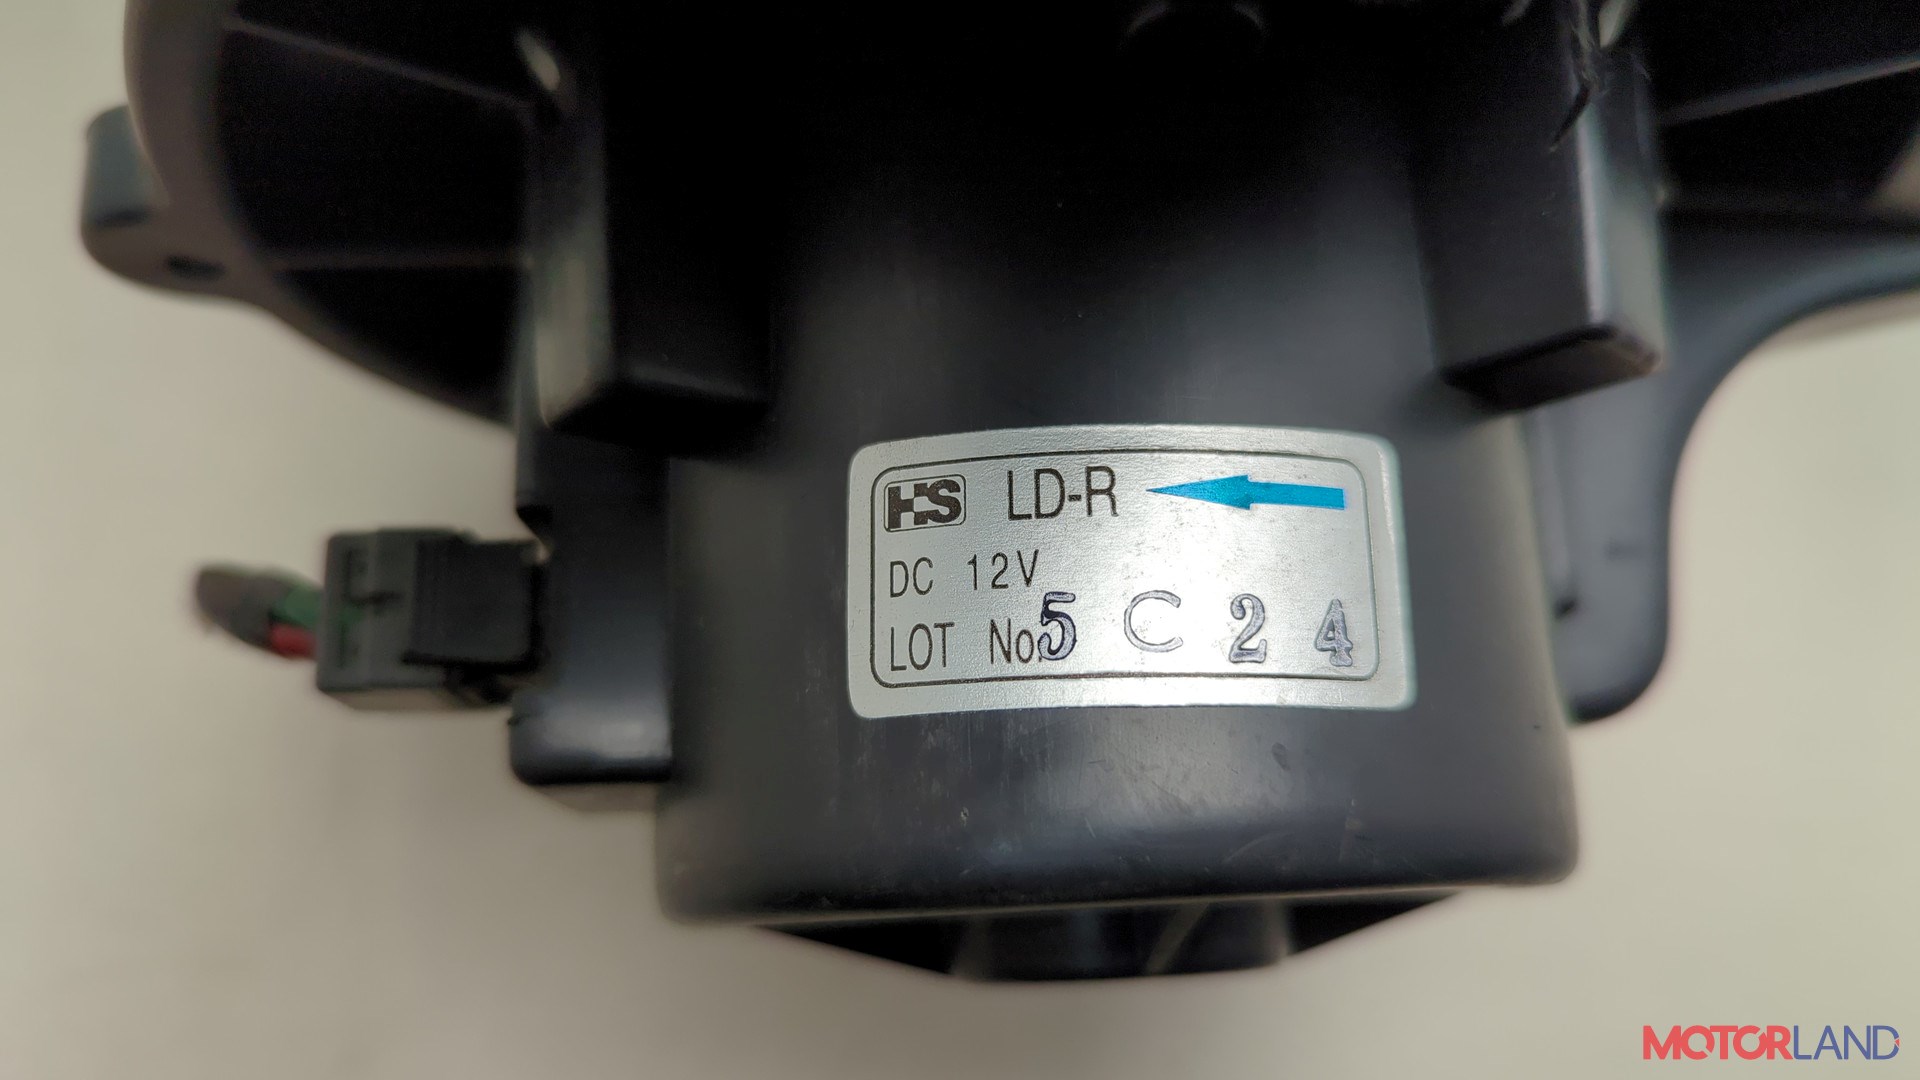 HS LD-R
DC 12V
LOT No. 5 C 2 4
MOTORLAND